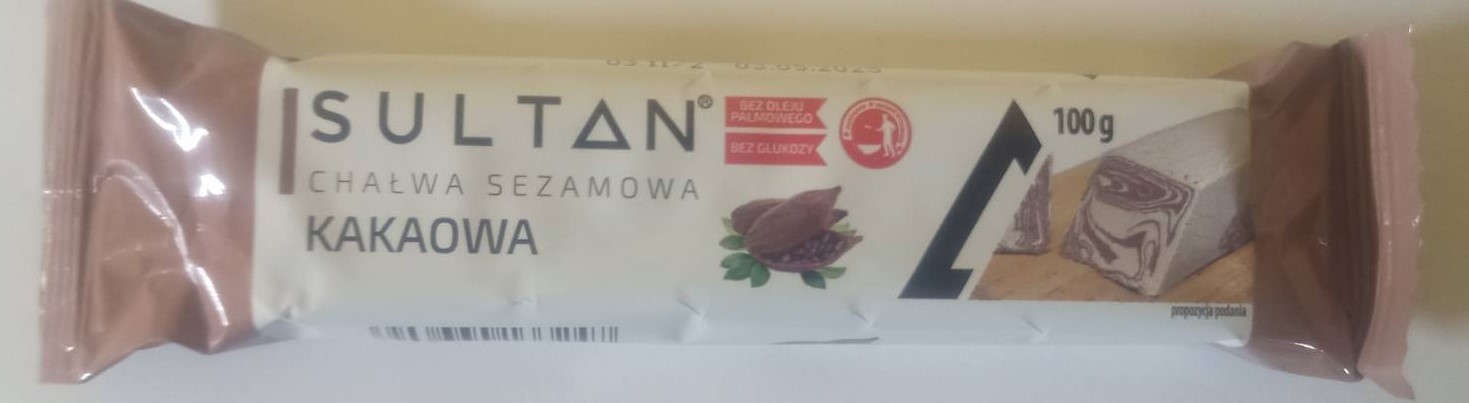 SULTAN®
CHAŁWA SEZAMOWA
KAKAOWA
BEZ OLEJU
PALMOWEGO
BEZ GLUKOZY
100 g
propozycja podania